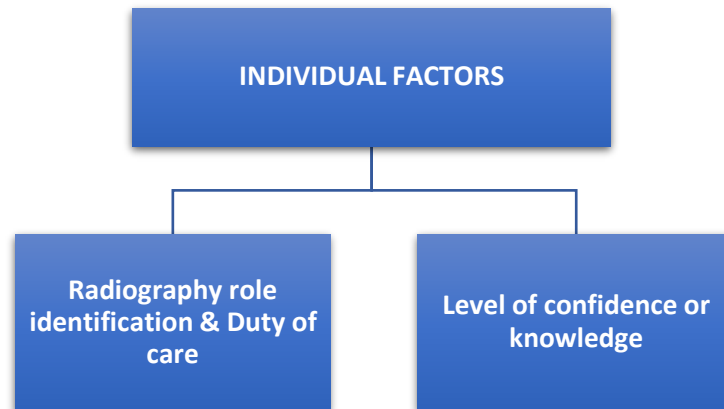 INDIVIDUAL FACTORS
Radiography role
identification & Duty of
care
Level of confidence or
knowledge